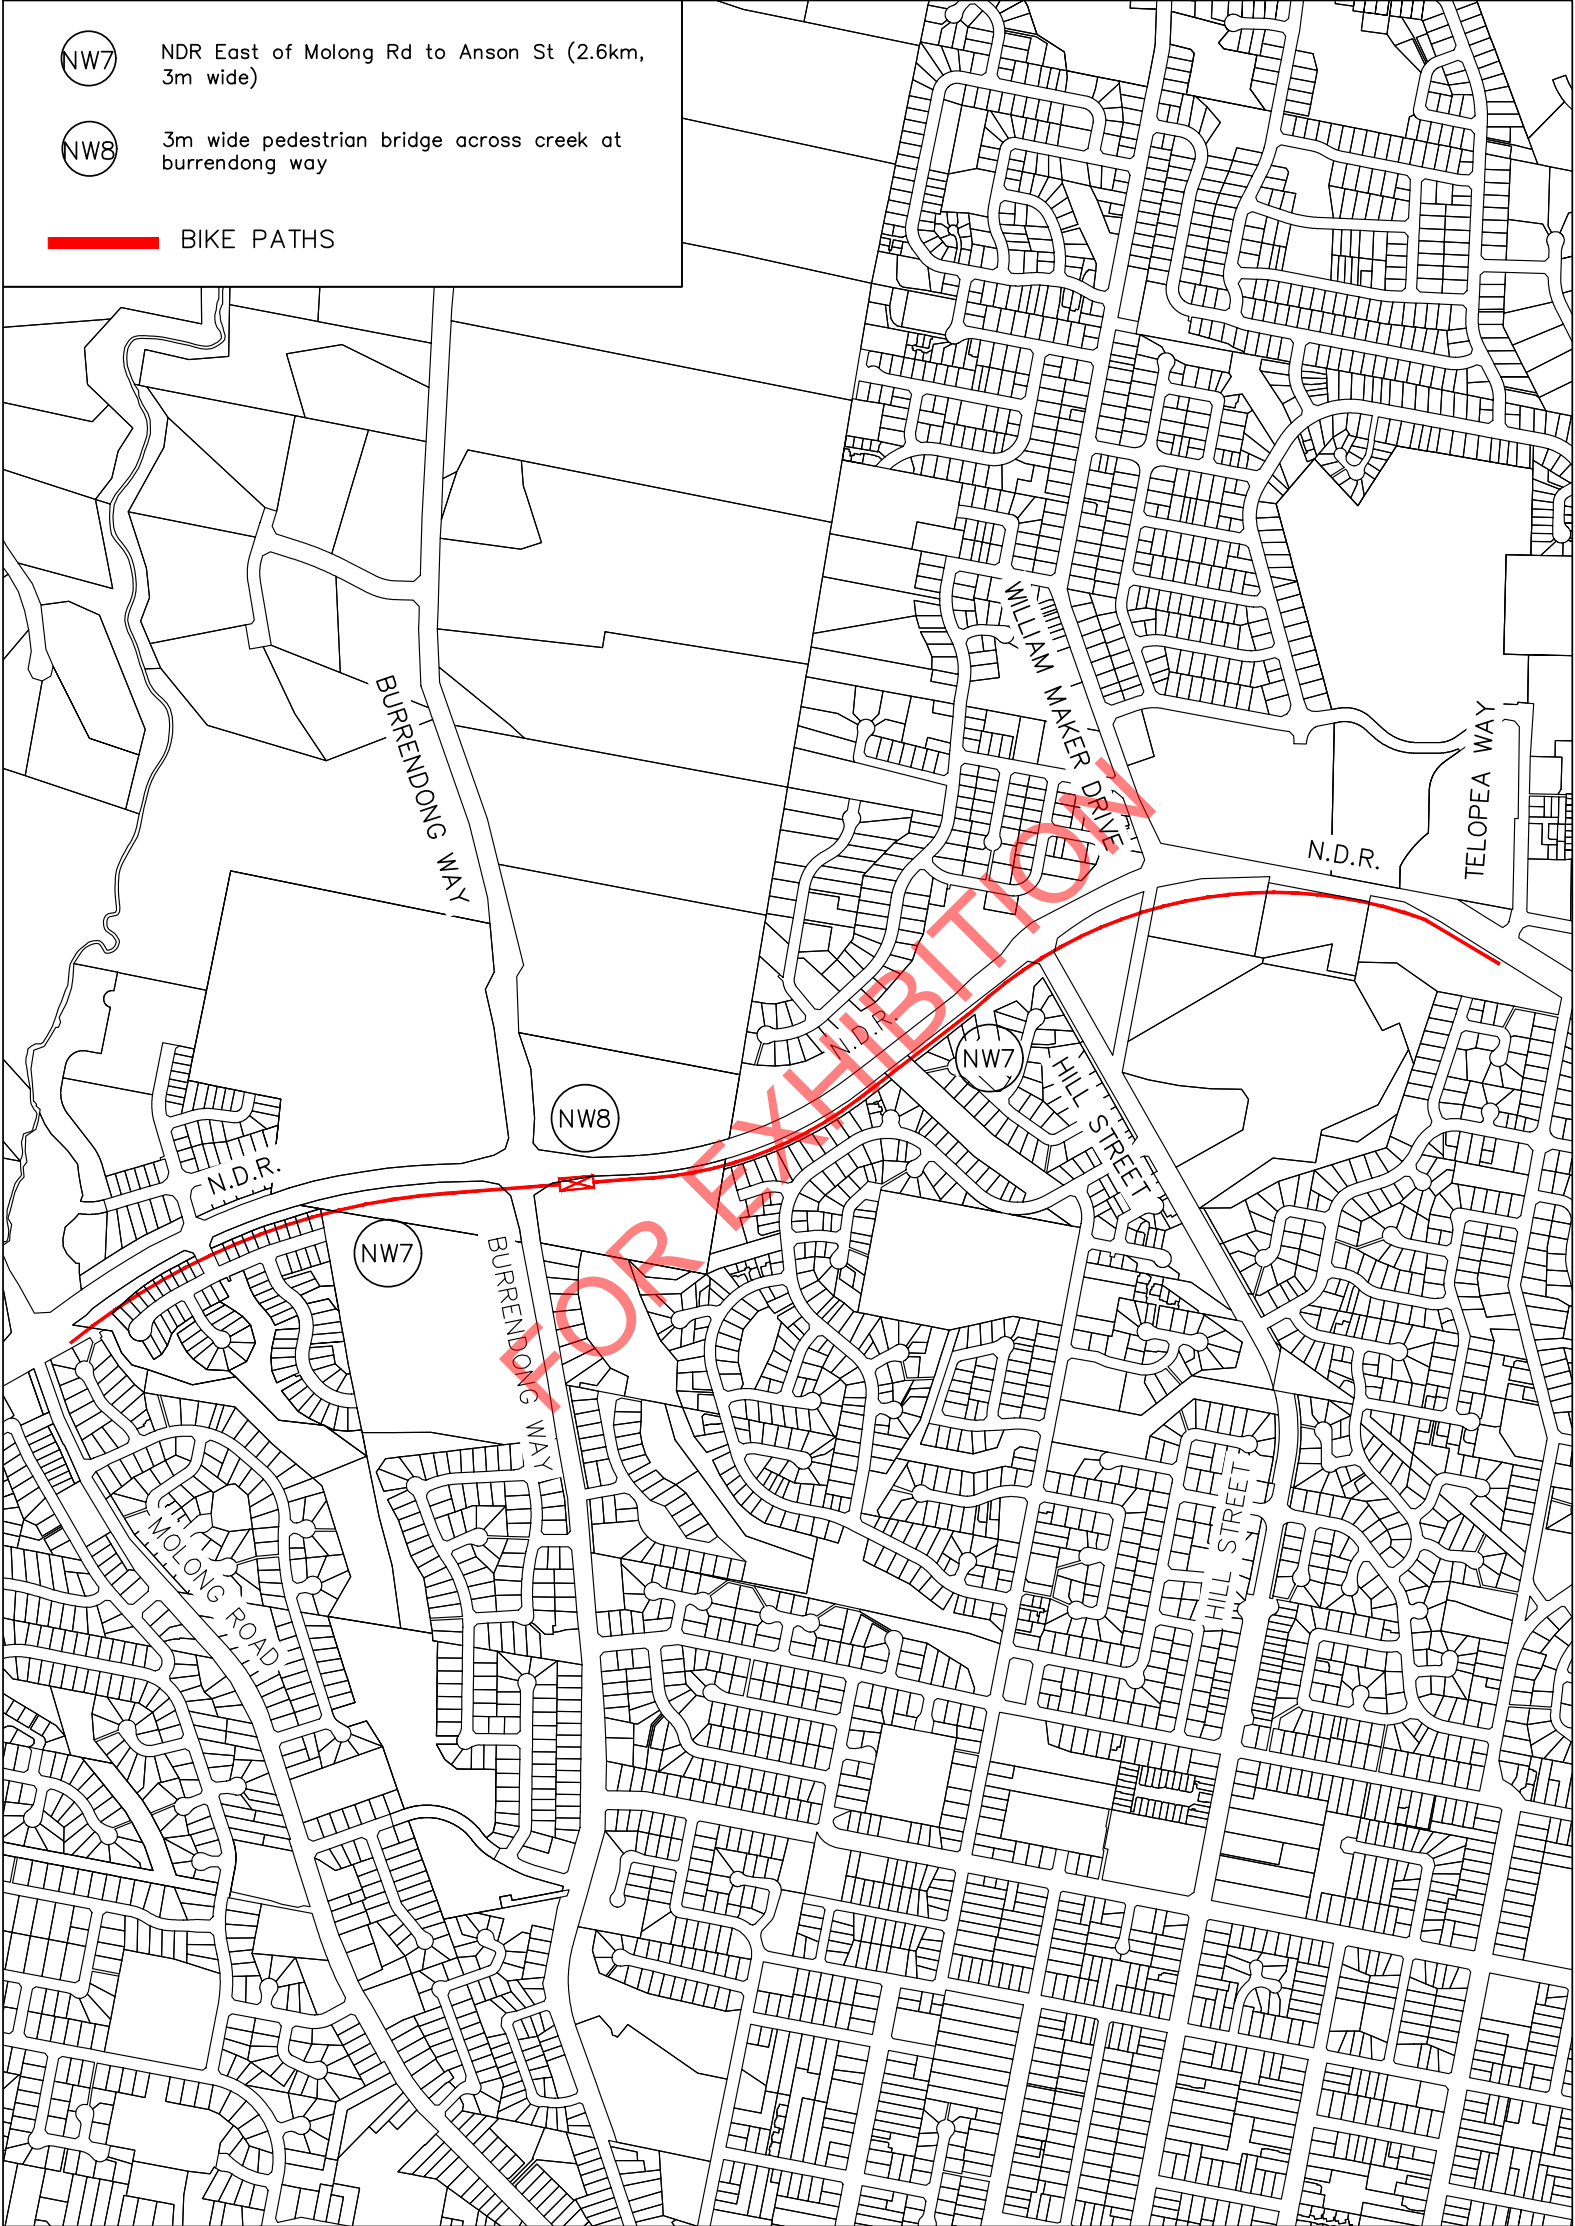 NW7
NDR East of Molong Rd to Anson St (2.6km,
3m wide)
NW8
3m wide pedestrian bridge across creek at
burrendong way
BIKE PATHS
WILLIAM MAKER DRIVE
BURRENDONG WAY
TELOPEA WAY
N.D.R.
N.D.R.
NW7
HILL STREET
NW8
N.D.R.
NW7
BURRENDONG WAY
FOR EXHIBITION
HILL STREET
MOLONG ROAD